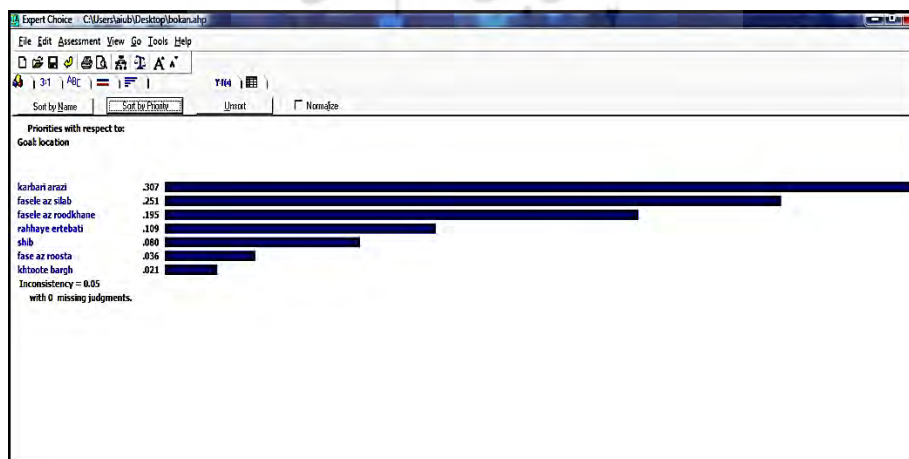 Expert Choice C:\Users\aiub\Desktop\bokan.ahp
File Edit Assessment View Go Tools Help
3:1 ABC Y=f(x)
Sort by Name Sort by Priority Unsort Normalize
Priorities with respect to:
Goal: location
karbari arazi .307
fasele az silab .251
fasele az roodkhane .195
rahhaye ertebati .109
shib .080
fase az roosta .036
khtoote bargh .021
Inconsistency = 0.05
with 0 missing judgments.